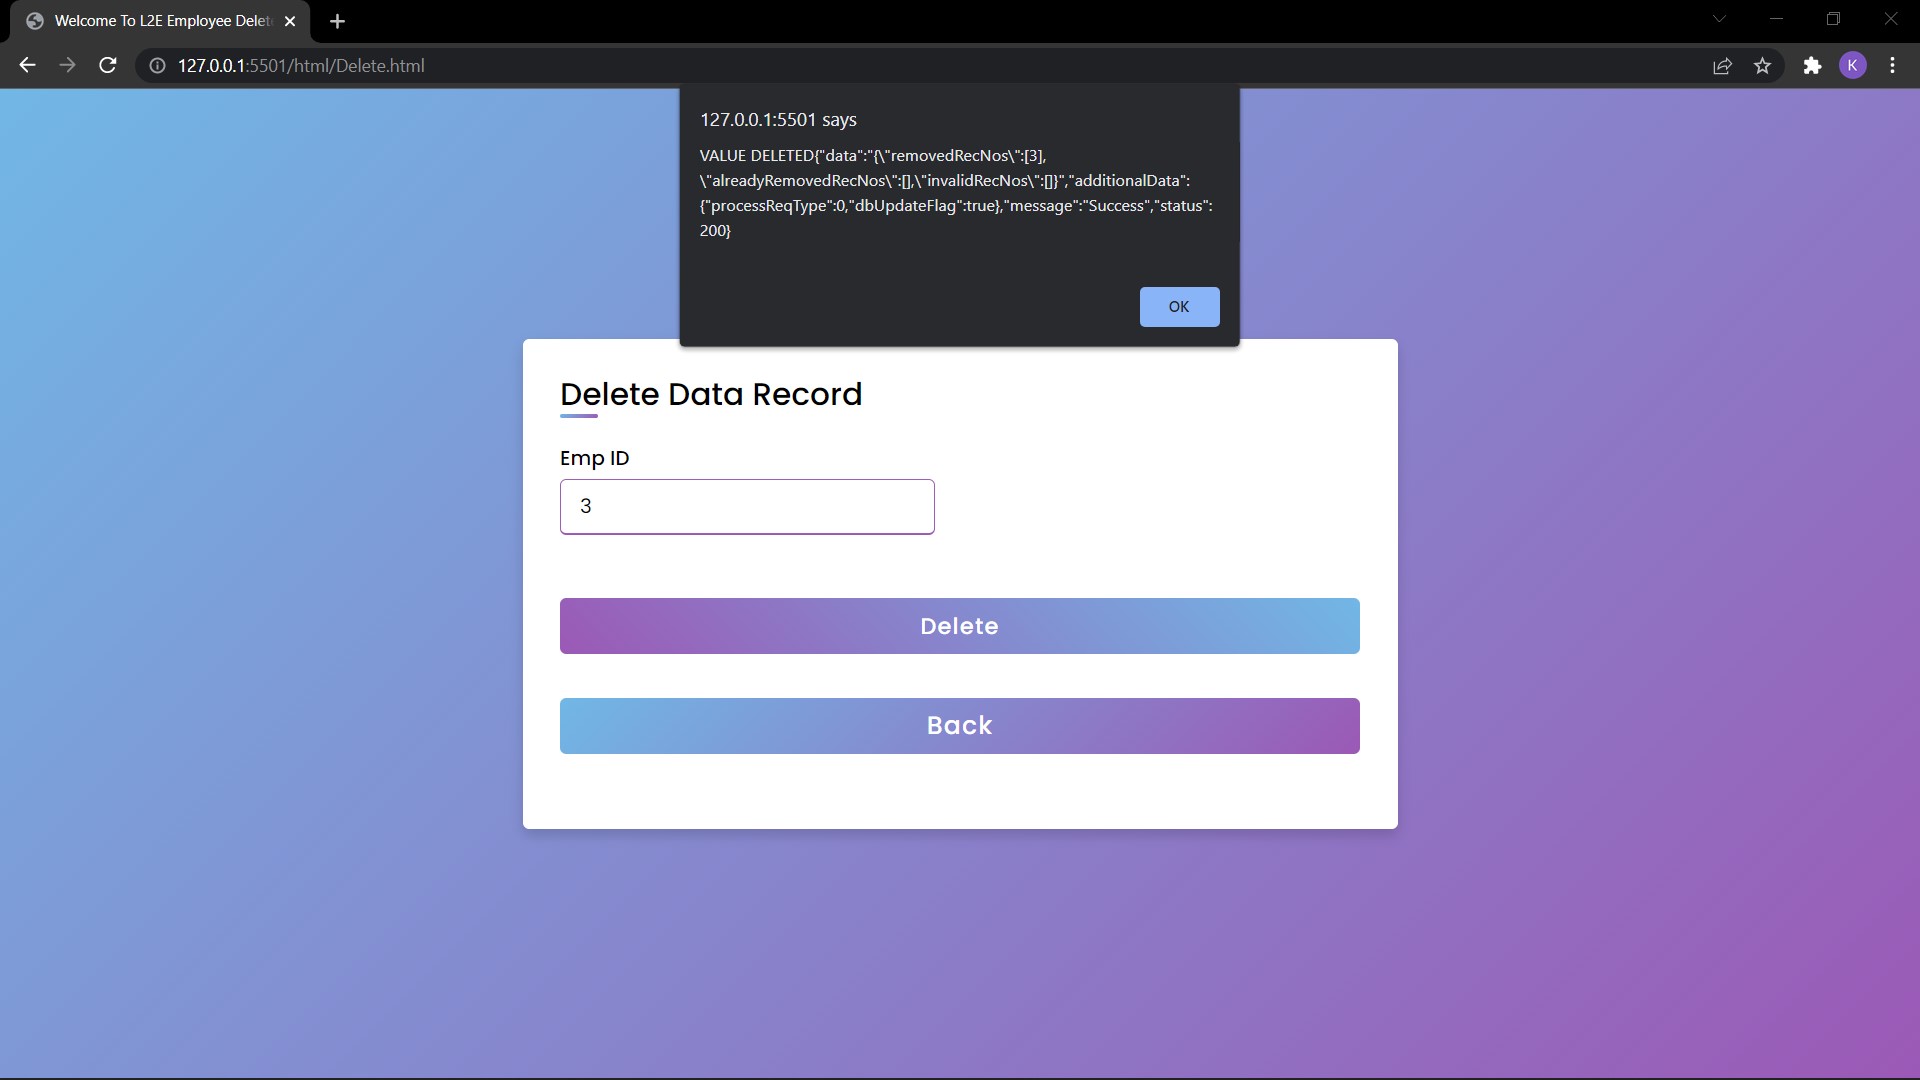 Welcome To L2E Employee Delet
127.0.0.1:5501/html/Delete.html
K
127.0.0.1:5501 says
VALUE DELETED{"data":"{\"removedRecNos\":[3],
\"alreadyRemovedRecNos\":[],\"invalidRecNos\":[]}","additionalData":
{"processReqType":0,"dbUpdateFlag":true},"message":"Success","status":
200}
OK
Delete Data Record
Emp ID
3
Delete
Back